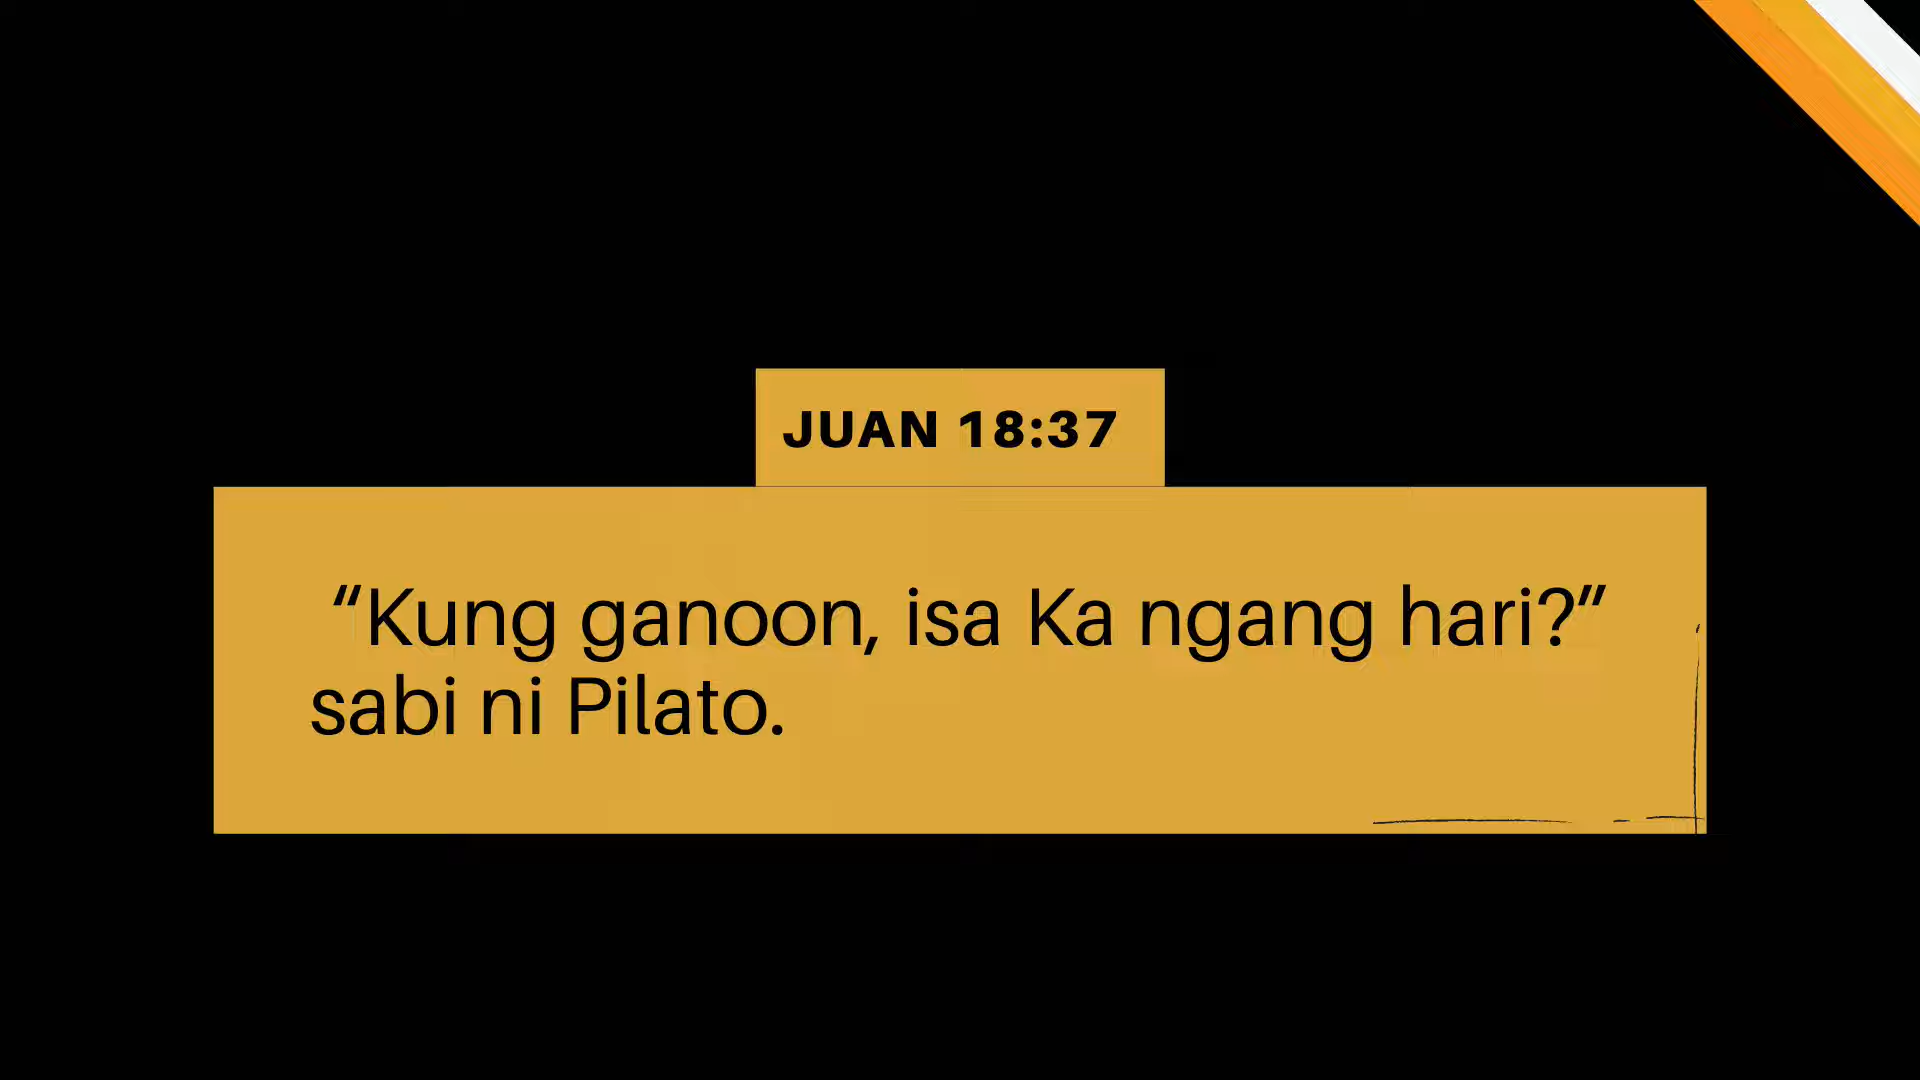 JUAN 18:37
“Kung ganoon, isa Ka ngang hari?”
sabi ni Pilato.